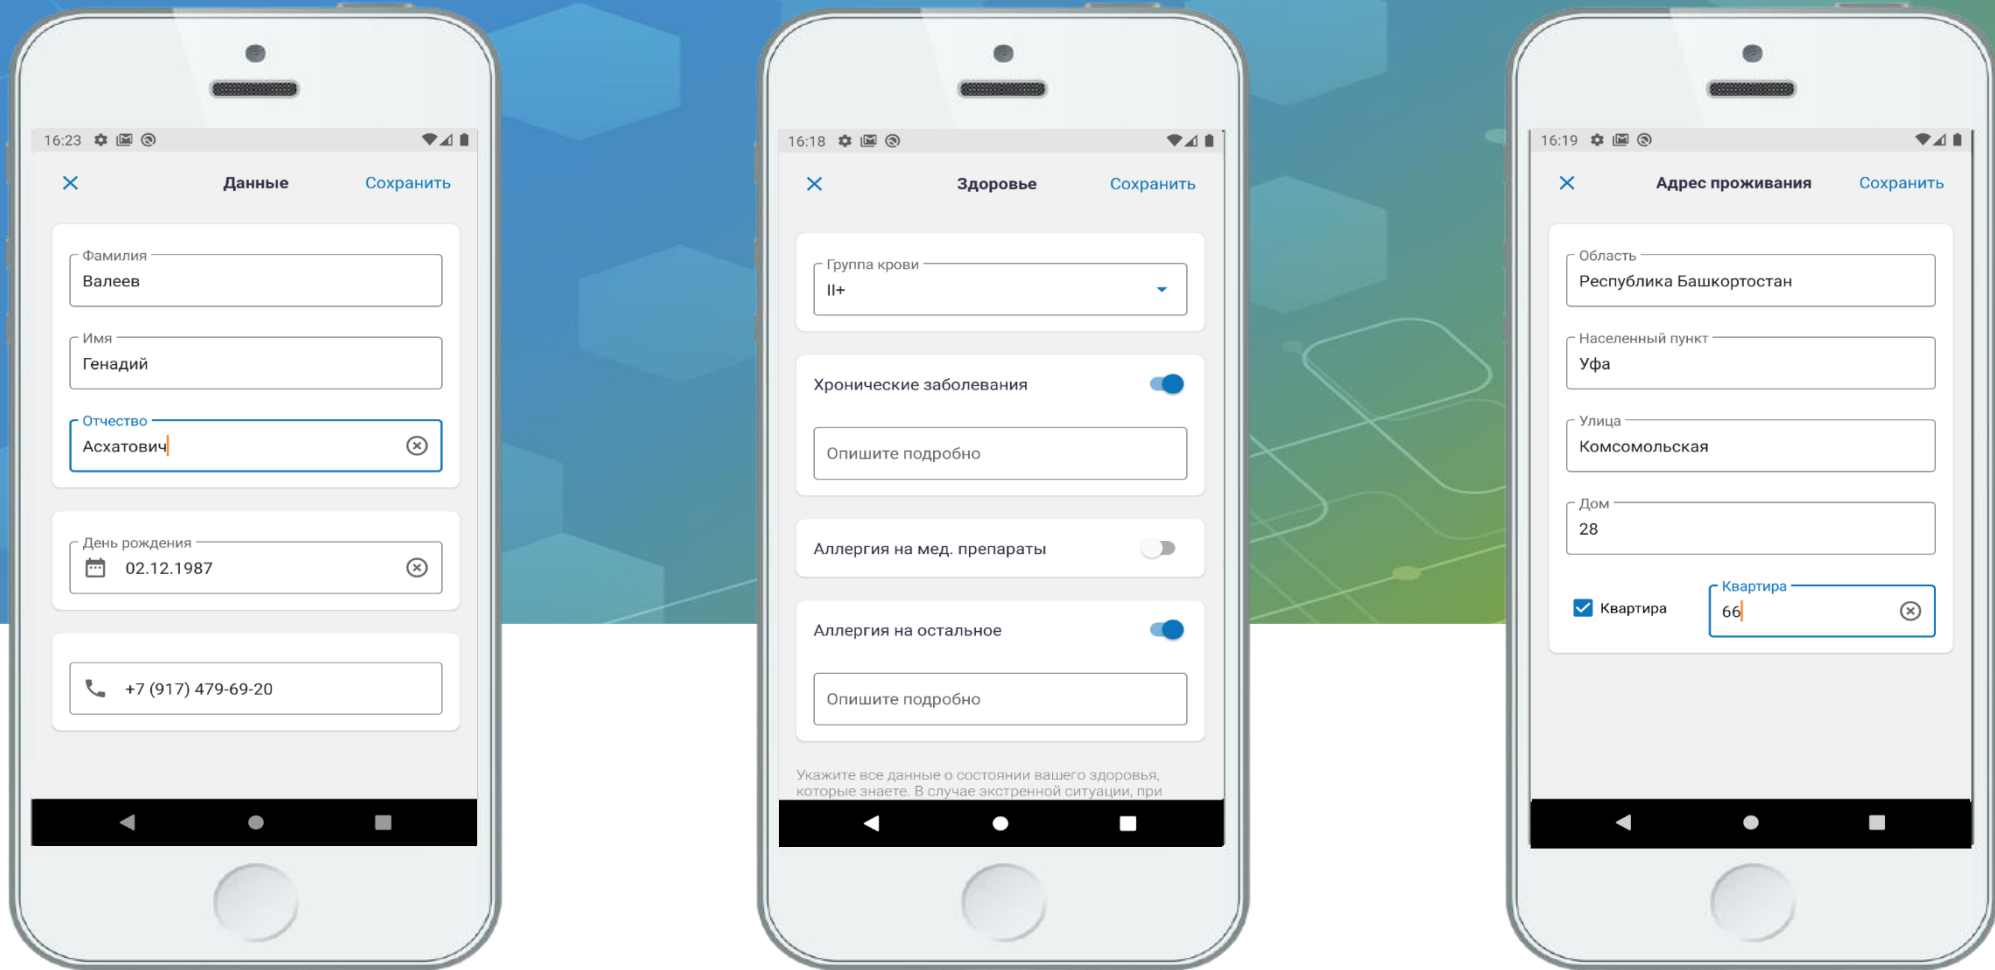 16:23
Данные
Сохранить
Фамилия
Валеев
Имя
Генадий
Отчество
Асхатович
День рождения
02.12.1987
+7 (917) 479-69-20
16:18
Здоровье
Сохранить
Группа крови
II+
Хронические заболевания
Опишите подробно
Аллергия на мед. препараты
Аллергия на остальное
Опишите подробно
Укажите все данные о состоянии вашего здоровья,
которые знаете. В случае экстренной ситуации, при
16:19
Адрес проживания
Сохранить
Область
Республика Башкортостан
Населенный пункт
Уфа
Улица
Комсомольская
Дом
28
Квартира
Квартира
66